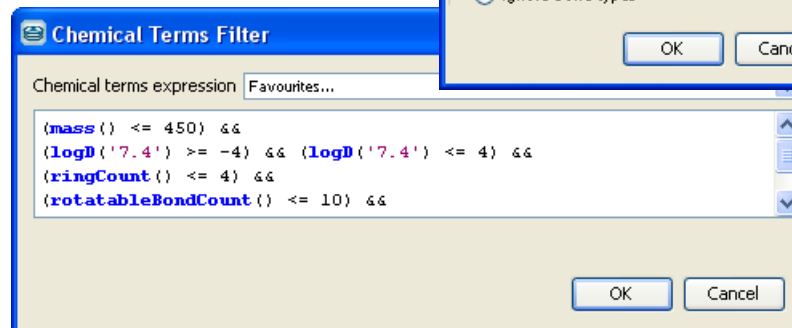 Chemical Terms Filter
OK
Chemical terms expression Favourites...
(mass() <= 450) &&
(logD('7.4') >= -4) && (logD('7.4') <= 4) &&
(ringCount() <= 4) &&
(rotatableBondCount() <= 10) &&
OK Cancel